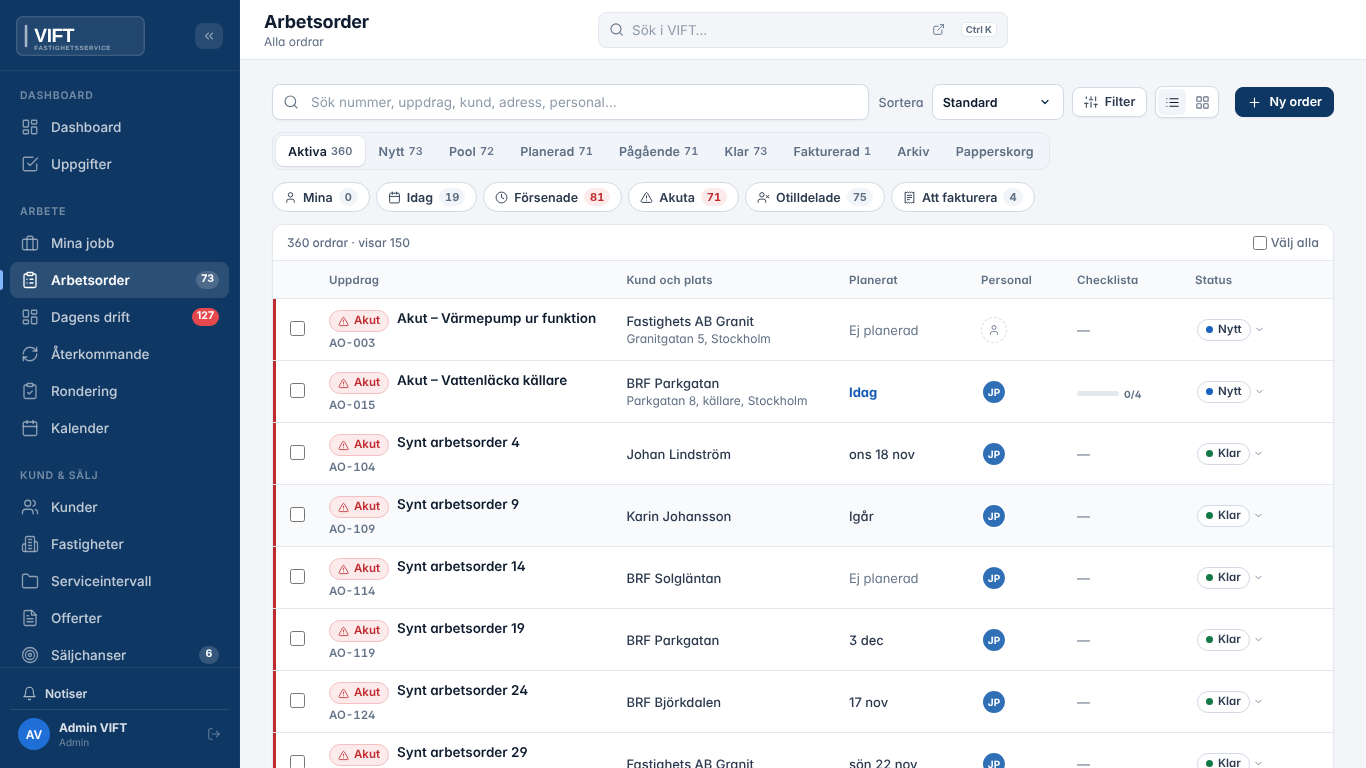 VIFT
FASTIGHETSSERVICE
DASHBOARD
Dashboard
Uppgifter
ARBETE
Mina jobb
Arbetsorder 73
Dagens drift 127
Återkommande
Rondering
Kalender
KUND & SÄLJ
Kunder
Fastigheter
Serviceintervall
Offerter
Säljchanser 6
Notiser
AV Admin VIFT
Admin
Arbetsorder
Alla ordrar
Sök i VIFT... Ctrl K
Sök nummer, uppdrag, kund, adress, personal... Sortera Standard Filter Ny order
Aktiva 360 Nytt 73 Pool 72 Planerad 71 Pågående 71 Klar 73 Fakturerad 1 Arkiv Papperskorg
Mina 0 Idag 19 Försenade 81 Akuta 71 Otilldelade 75 Att fakturera 4
360 ordrar · visar 150 Välj alla
Uppdrag Kund och plats Planerat Personal Checklista Status
Akut Akut – Värmepump ur funktion
AO-003
Fastighets AB Granit
Granitgatan 5, Stockholm
Ej planerad — Nytt
Akut Akut – Vattenläcka källare
AO-015
BRF Parkgatan
Parkgatan 8, källare, Stockholm
Idag JP 0/4 Nytt
Akut Synt arbetsorder 4
AO-104
Johan Lindström ons 18 nov JP — Klar
Akut Synt arbetsorder 9
AO-109
Karin Johansson Igår JP — Klar
Akut Synt arbetsorder 14
AO-114
BRF Solgläntan Ej planerad JP — Klar
Akut Synt arbetsorder 19
AO-119
BRF Parkgatan 3 dec JP — Klar
Akut Synt arbetsorder 24
AO-124
BRF Björkdalen 17 nov JP — Klar
Akut Synt arbetsorder 29
Fastighets AB Granit sön 22 nov JP — Klar